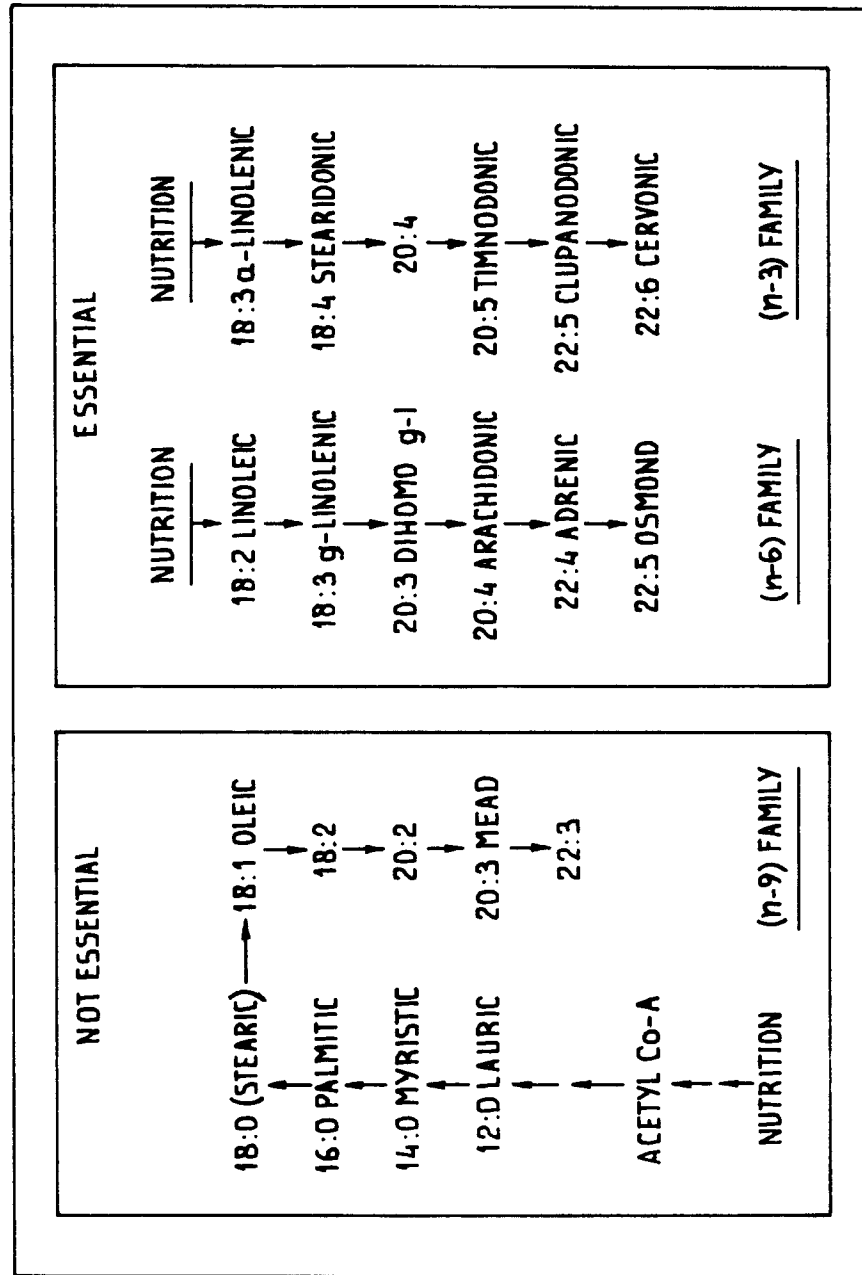 NOT ESSENTIAL
18:0 (STEARIC)
16:0 PALMITIC
14:0 MYRISTIC
12:0 LAURIC
ACETYL Co-A
NUTRITION
18:1 OLEIC
18:2
20:2
20:3 MEAD
22:3
(n-9) FAMILY
ESSENTIAL
NUTRITION
18:2 LINOLEIC
18:3 g-LINOLENIC
20:3 DIHOMO g-l
20:4 ARACHIDONIC
22:4 ADRENIC
22:5 OSMOND
(n-6) FAMILY
NUTRITION
18:3 a-LINOLENIC
18:4 STEARIDONIC
20:4
20:5 TIMNODONIC
22:5 CLUPANODONIC
22:6 CERVONIC
(n-3) FAMILY